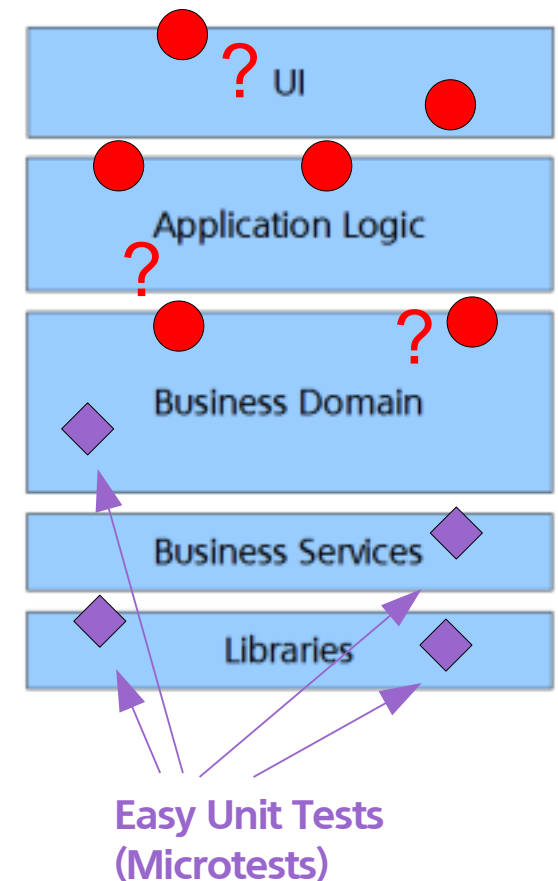 ? UI
Application Logic
?
?
Business Domain
Business Services
Libraries
Easy Unit Tests
(Microtests)